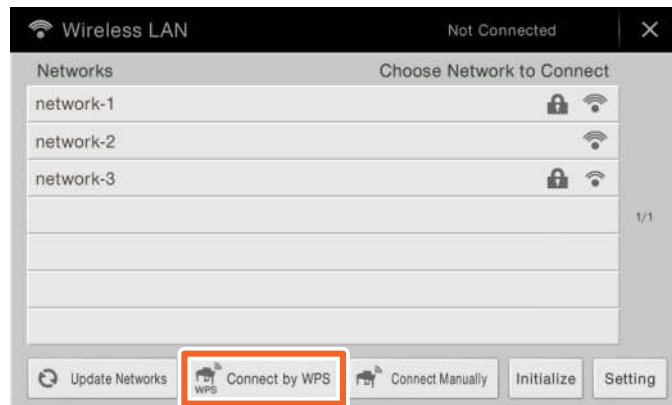 Wireless LAN Not Connected
Networks Choose Network to Connect
network-1
network-2
network-3
1/1
Update Networks WPS Connect by WPS Connect Manually Initialize Setting